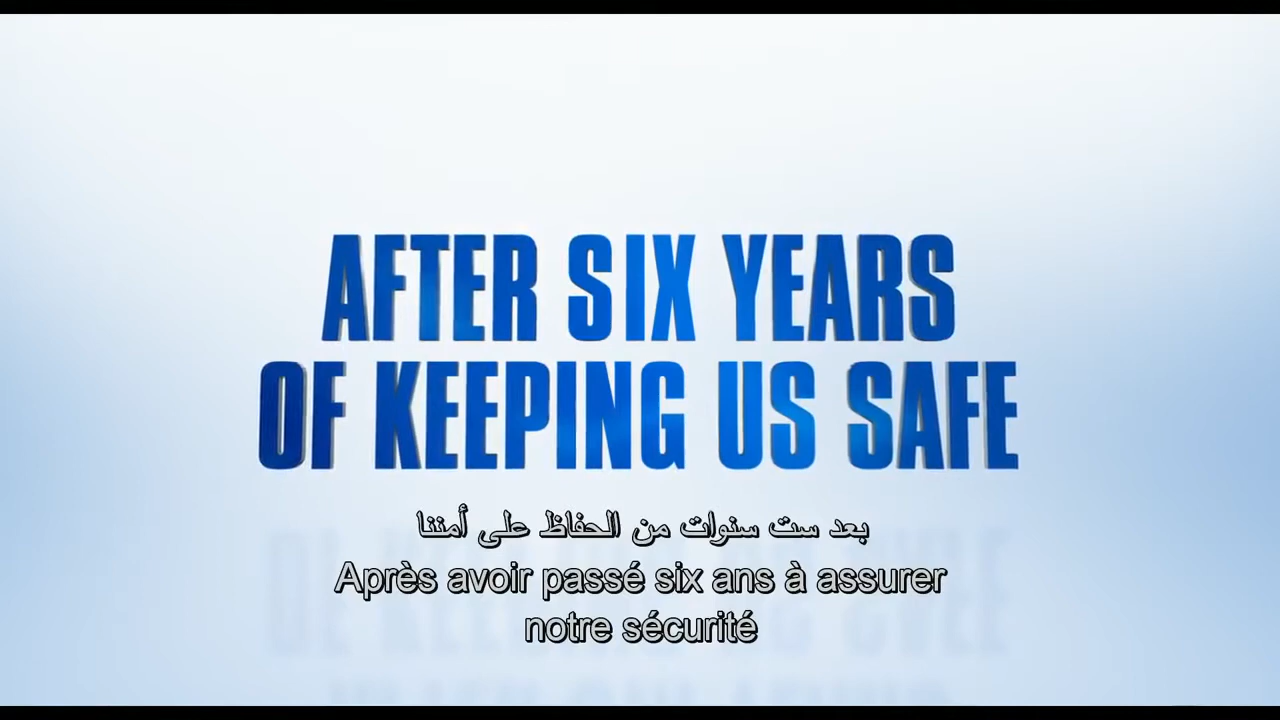 AFTER SIX YEARS
OF KEEPING US SAFE
بعد ست سنوات من الحفاظ على أمننا
Après avoir passé six ans à assurer
notre sécurité